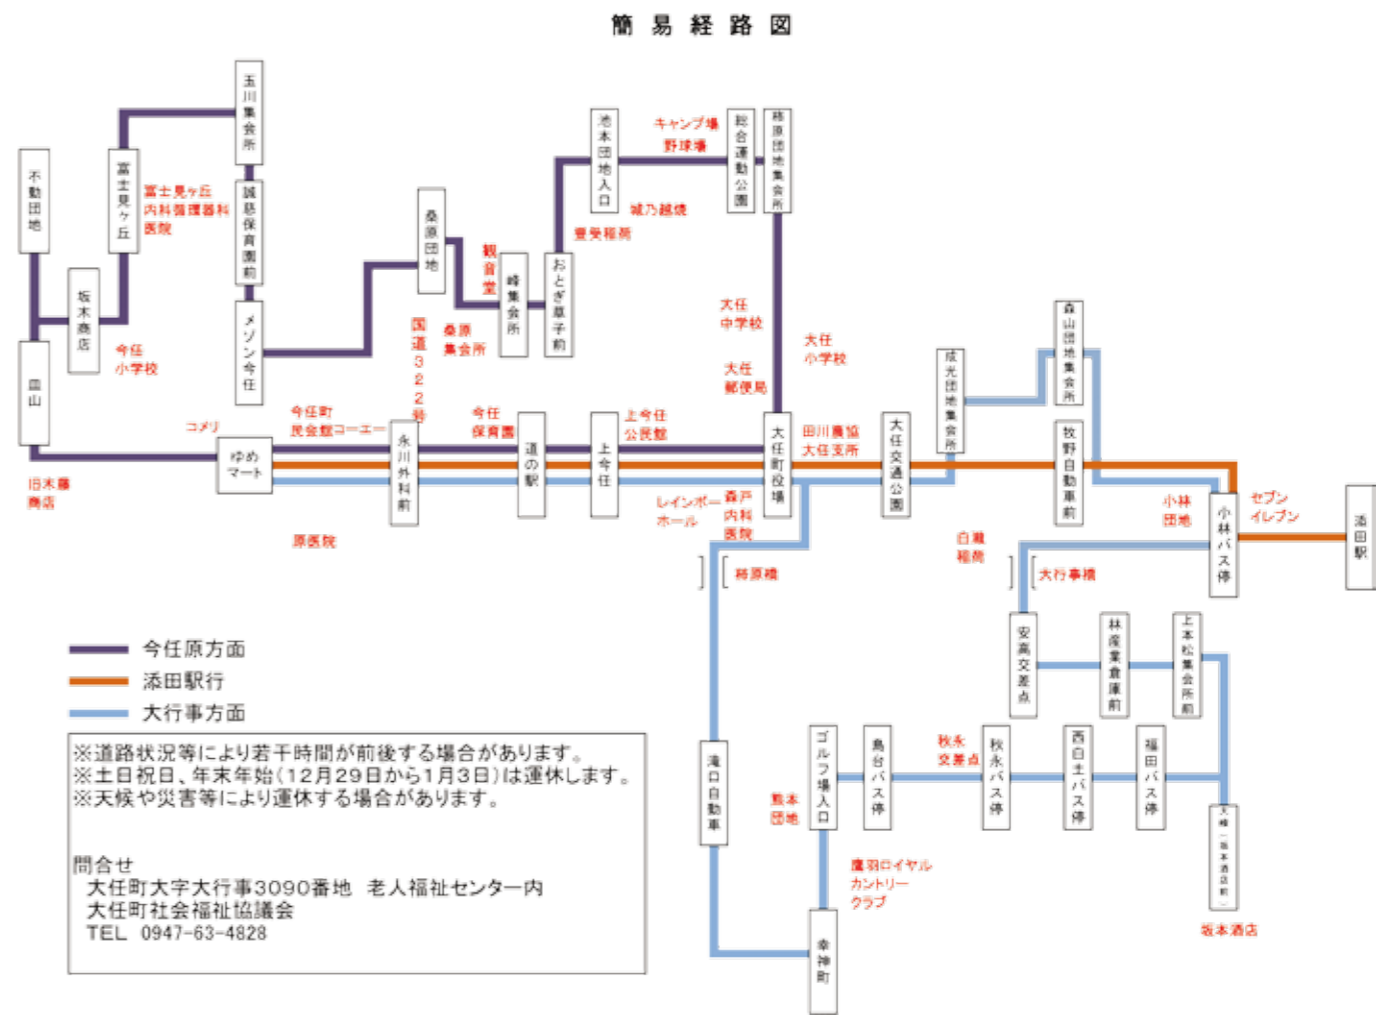 簡易経路図
玉川集会所
不動団地
富士見ヶ丘
富士見ヶ丘
内科循環器科
医院
誠慈保育園前
坂木商店
今任
小学校
メゾン今任
皿山
旧木藤
商店
コメリ
ゆめ
マート
今任町
民会館コーエー
原医院
永川外科前
国道322号
桑原団地
桑原
集会所
観音堂
峰集会所
おとぎ草子前
豊受稲荷
池本団地入口
城乃越焼
キャンプ場
野球場
総合運動公園
柿原団地集会所
今任
保育園
道の駅
上今任
上今任
公民館
大任
中学校
大任
郵便局
大任
小学校
大任町役場
田川農協
大任支所
レインボー
ホール
森戸
内科
医院
柿原橋
大任交通公園
成光団地集会所
森山団地集会所
牧野自動車前
小林
団地
小林バス停
セブン
イレブン
添田駅
白瀧
稲荷
大行事橋
安高交差点
林産業倉庫前
上本松集会所前
大峰(坂本酒店前)
坂本酒店
福田バス停
西白土バス停
秋永バス停
秋永
交差点
鳥台バス停
ゴルフ場入口
熊本
団地
鷹羽ロイヤル
カントリー
クラブ
幸神町
滝口自動車
今任原方面
添田駅行
大行事方面
※道路状況等により若干時間が前後する場合があります。
※土日祝日、年末年始(12月29日から1月3日)は運休します。
※天候や災害等により運休する場合があります。
問合せ
大任町大字大行事3090番地 老人福祉センター内
大任町社会福祉協議会
TEL 0947-63-4828